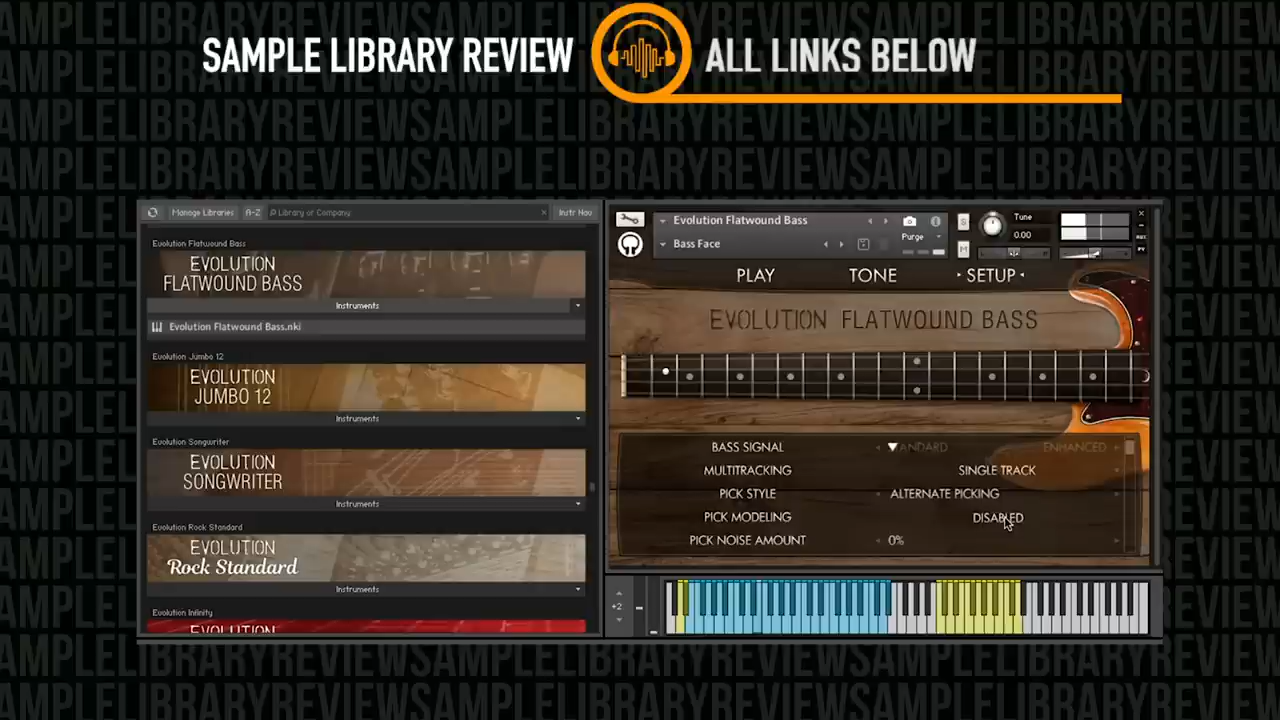 SAMPLE LIBRARY REVIEW
ALL LINKS BELOW
Manage Libraries
A-Z
Library or Company
Instr Nav
Evolution Flatwound Bass
EVOLUTION
FLATWOUND BASS
Instruments
Evolution Flatwound Bass.nki
Evolution Jumbo 12
EVOLUTION
JUMBO 12
Instruments
Evolution Songwriter
EVOLUTION
SONGWRITER
Instruments
Evolution Rock Standard
EVOLUTION
Rock Standard
Instruments
Evolution Infinity
EVOLUTION
Evolution Flatwound Bass
Bass Face
Purge
S
M
Tune
0.00
PLAY
TONE
SETUP
EVOLUTION FLATWOUND BASS
BASS SIGNAL
ENHANCED
MULTITRACKING
SINGLE TRACK
PICK STYLE
ALTERNATE PICKING
PICK MODELING
DISABLED
PICK NOISE AMOUNT
0%
+2